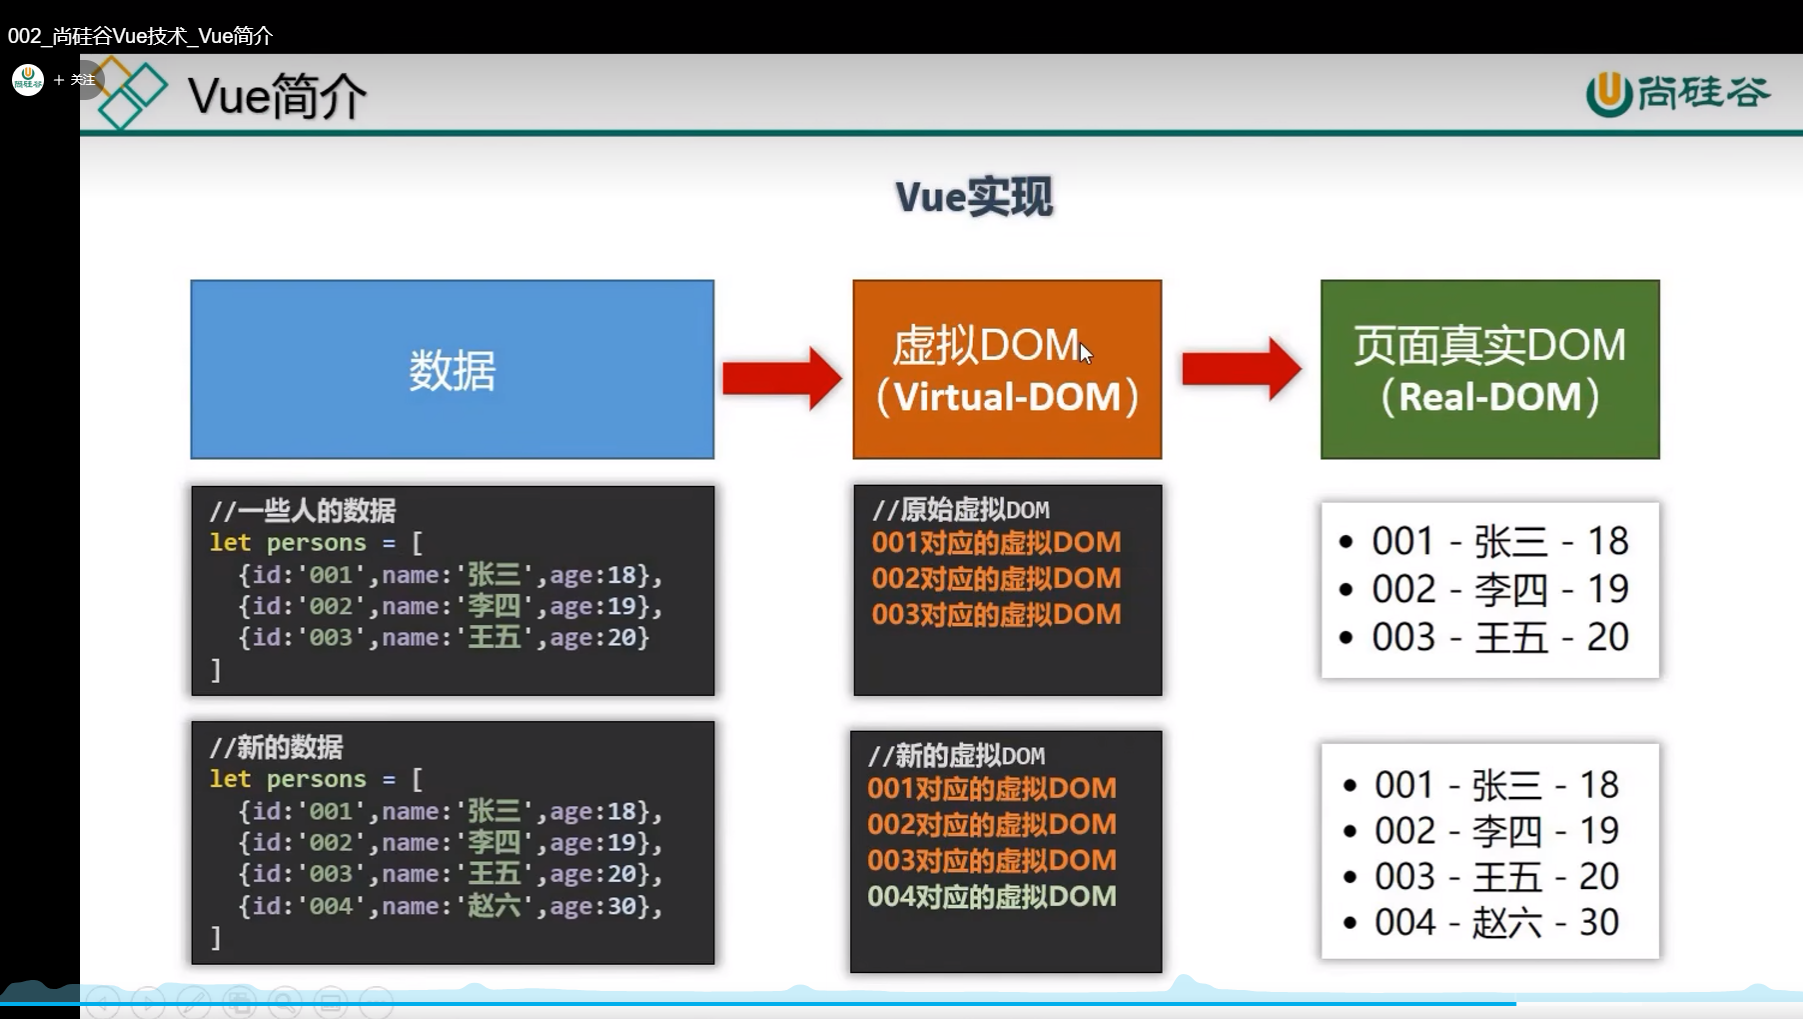 002_尚硅谷Vue技术_Vue简介
尚硅谷
+ 关注
Vue简介
尚硅谷
Vue实现
数据
虚拟DOM
（Virtual-DOM）
页面真实DOM
（Real-DOM）
//一些人的数据
let persons = [
{id:'001',name:'张三',age:18},
{id:'002',name:'李四',age:19},
{id:'003',name:'王五',age:20}
]
//原始虚拟DOM
001对应的虚拟DOM
002对应的虚拟DOM
003对应的虚拟DOM
• 001 - 张三 - 18
• 002 - 李四 - 19
• 003 - 王五 - 20
//新的数据
let persons = [
{id:'001',name:'张三',age:18},
{id:'002',name:'李四',age:19},
{id:'003',name:'王五',age:20},
{id:'004',name:'赵六',age:30},
]
//新的虚拟DOM
001对应的虚拟DOM
002对应的虚拟DOM
003对应的虚拟DOM
004对应的虚拟DOM
• 001 - 张三 - 18
• 002 - 李四 - 19
• 003 - 王五 - 20
• 004 - 赵六 - 30